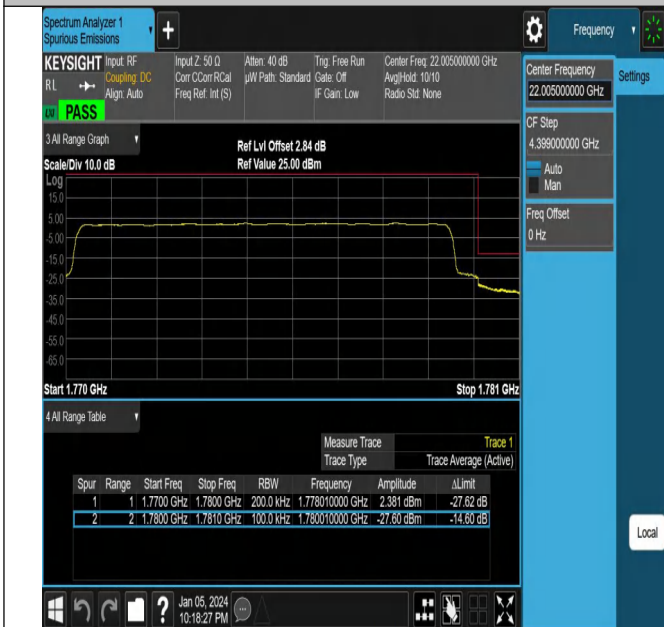 Spectrum Analyzer 1
Spurious Emissions
+
Frequency
KEYSIGHT Input: RF Input Z: 50 Ω Atten: 40 dB Trig: Free Run Center Freq: 22.005000000 GHz
RL Coupling: DC Corr CCorr RCal µW Path: Standard Gate: Off Avg|Hold: 10/10
Align: Auto Freq Ref: Int (S) IF Gain: Low Radio Std: None
PASS
Center Frequency
22.005000000 GHz
Settings
CF Step
4.399000000 GHz
Auto
Man
Freq Offset
0 Hz
3 All Range Graph
Ref Lvl Offset 2.84 dB
Scale/Div 10.0 dB Ref Value 25.00 dBm
Log
15.0
5.00
-5.00
-15.0
-25.0
-35.0
-45.0
-55.0
-65.0
Start 1.770 GHz Stop 1.781 GHz
4 All Range Table
Measure Trace Trace 1
Trace Type Trace Average (Active)
Spur Range Start Freq Stop Freq RBW Frequency Amplitude ΔLimit
1 1 1.7700 GHz 1.7800 GHz 200.0 kHz 1.778010000 GHz 2.381 dBm -27.62 dB
2 2 1.7800 GHz 1.7810 GHz 100.0 kHz 1.780010000 GHz -27.60 dBm -14.60 dB
Local
? Jan 05, 2024
10:18:27 PM